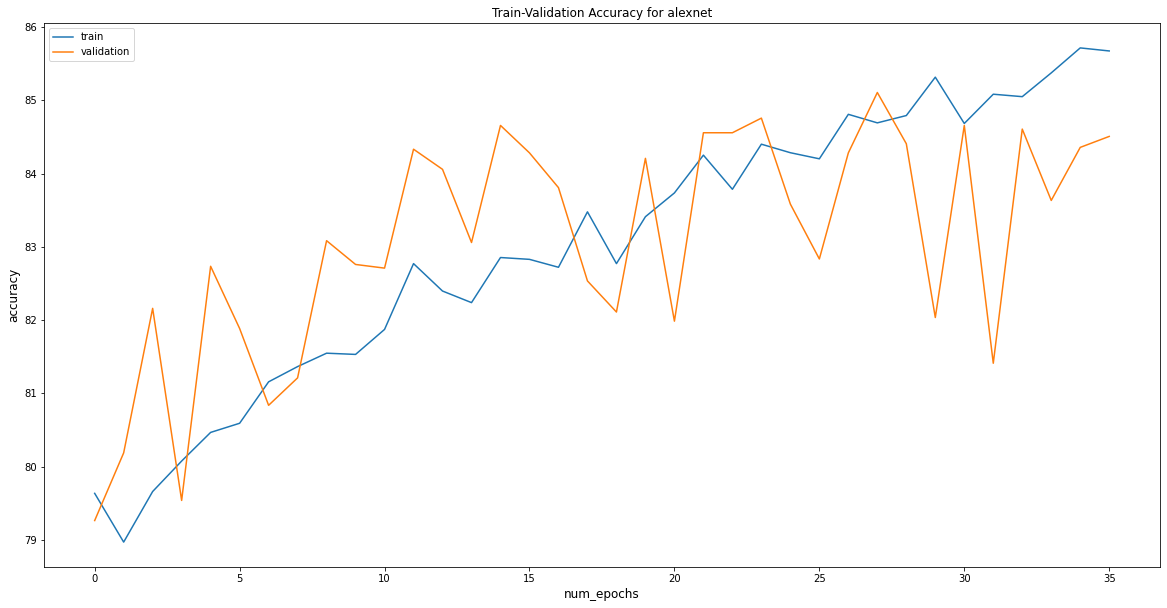 Train-Validation Accuracy for alexnet
train
validation
accuracy
86
85
84
83
82
81
80
79
0 5 10 15 20 25 30 35
num_epochs